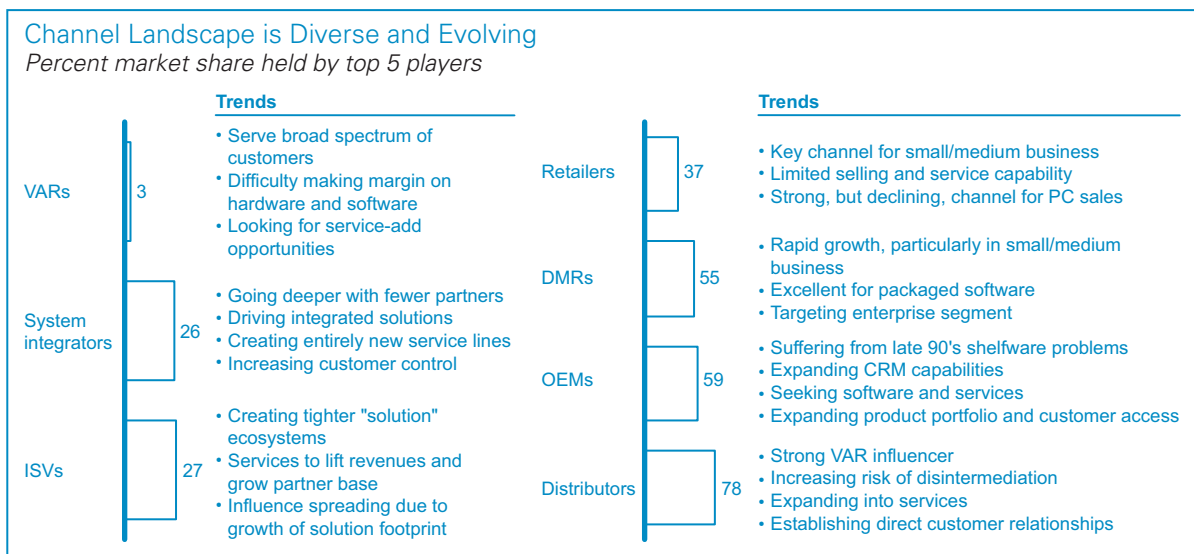 Channel Landscape is Diverse and Evolving
Percent market share held by top 5 players
Trends
VARs
3
• Serve broad spectrum of
customers
• Difficulty making margin on
hardware and software
• Looking for service-add
opportunities
System
integrators
26
• Going deeper with fewer partners
• Driving integrated solutions
• Creating entirely new service lines
• Increasing customer control
ISVs
27
• Creating tighter "solution"
ecosystems
• Services to lift revenues and
grow partner base
• Influence spreading due to
growth of solution footprint
Trends
Retailers
37
• Key channel for small/medium business
• Limited selling and service capability
• Strong, but declining, channel for PC sales
DMRs
55
• Rapid growth, particularly in small/medium
business
• Excellent for packaged software
• Targeting enterprise segment
OEMs
59
• Suffering from late 90's shelfware problems
• Expanding CRM capabilities
• Seeking software and services
• Expanding product portfolio and customer access
Distributors
78
• Strong VAR influencer
• Increasing risk of disintermediation
• Expanding into services
• Establishing direct customer relationships